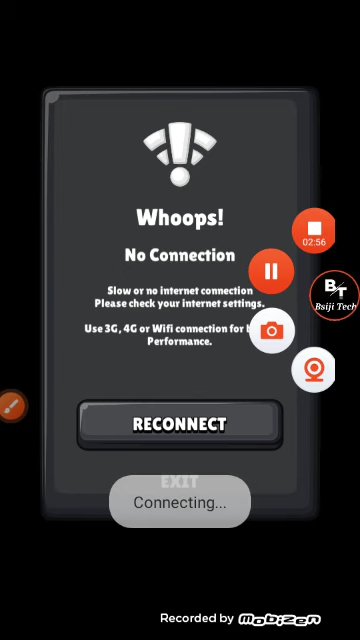 Whoops!
No Connection
Slow or no internet connection
Please check your internet settings.
Use 3G, 4G or Wifi connection for
Performance.
02:56
BT
Bsiji Tech
RECONNECT
EXIT
Connecting...
Recorded by mobizen